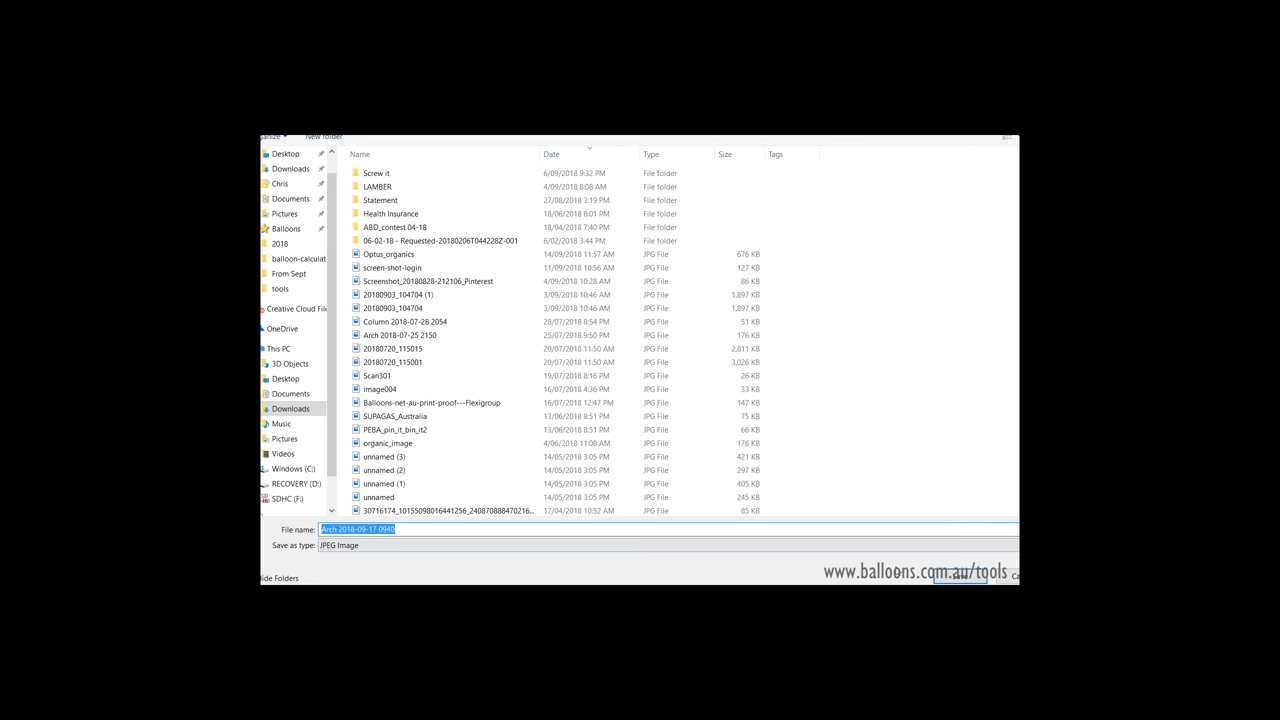 New folder
Name Date Type Size Tags
Desktop
Downloads
Chris
Documents
Pictures
Balloons
2018
balloon-calculat
From Sept
tools
Creative Cloud File
OneDrive
This PC
3D Objects
Desktop
Documents
Downloads
Music
Pictures
Videos
Windows (C:)
RECOVERY (D:)
SDHC (F:)
Screw it 6/09/2018 9:32 PM File folder
LAMBER 4/09/2018 8:08 AM File folder
Statement 27/08/2018 3:19 PM File folder
Health Insurance 18/06/2018 8:01 PM File folder
ABD_contest 04-18 18/04/2018 7:40 PM File folder
06-02-18 - Requested-20180206T044228Z-001 6/02/2018 3:44 PM File folder
Optus_organics 14/09/2018 11:57 AM JPG File 676 KB
screen-shot-login 11/09/2018 10:56 AM JPG File 127 KB
Screenshot_20180828-212106_Pinterest 4/09/2018 10:28 AM JPG File 86 KB
20180903_104704 (1) 3/09/2018 10:46 AM JPG File 1,897 KB
20180903_104704 3/09/2018 10:46 AM JPG File 1,897 KB
Column 2018-07-28 2054 28/07/2018 8:54 PM JPG File 51 KB
Arch 2018-07-25 2150 25/07/2018 9:50 PM JPG File 176 KB
20180720_115015 20/07/2018 11:50 AM JPG File 2,811 KB
20180720_115001 20/07/2018 11:50 AM JPG File 3,026 KB
Scan301 19/07/2018 8:16 PM JPG File 26 KB
image004 16/07/2018 4:36 PM JPG File 33 KB
Balloons-net-au-print-proof---Flexigroup 16/07/2018 12:47 PM JPG File 147 KB
SUPAGAS_Australia 13/06/2018 8:51 PM JPG File 75 KB
PEBA_pin_it_bin_it2 13/06/2018 8:51 PM JPG File 66 KB
organic_image 4/06/2018 11:08 AM JPG File 176 KB
unnamed (3) 14/05/2018 3:05 PM JPG File 421 KB
unnamed (2) 14/05/2018 3:05 PM JPG File 297 KB
unnamed (1) 14/05/2018 3:05 PM JPG File 405 KB
unnamed 14/05/2018 3:05 PM JPG File 245 KB
30716174_10155098016441256_240870888470216... 17/04/2018 10:52 AM JPG File 85 KB
File name: Arch 2018-09-17 0940
Save as type: JPEG Image
lide Folders
www.balloons.com.au/tools
Ca